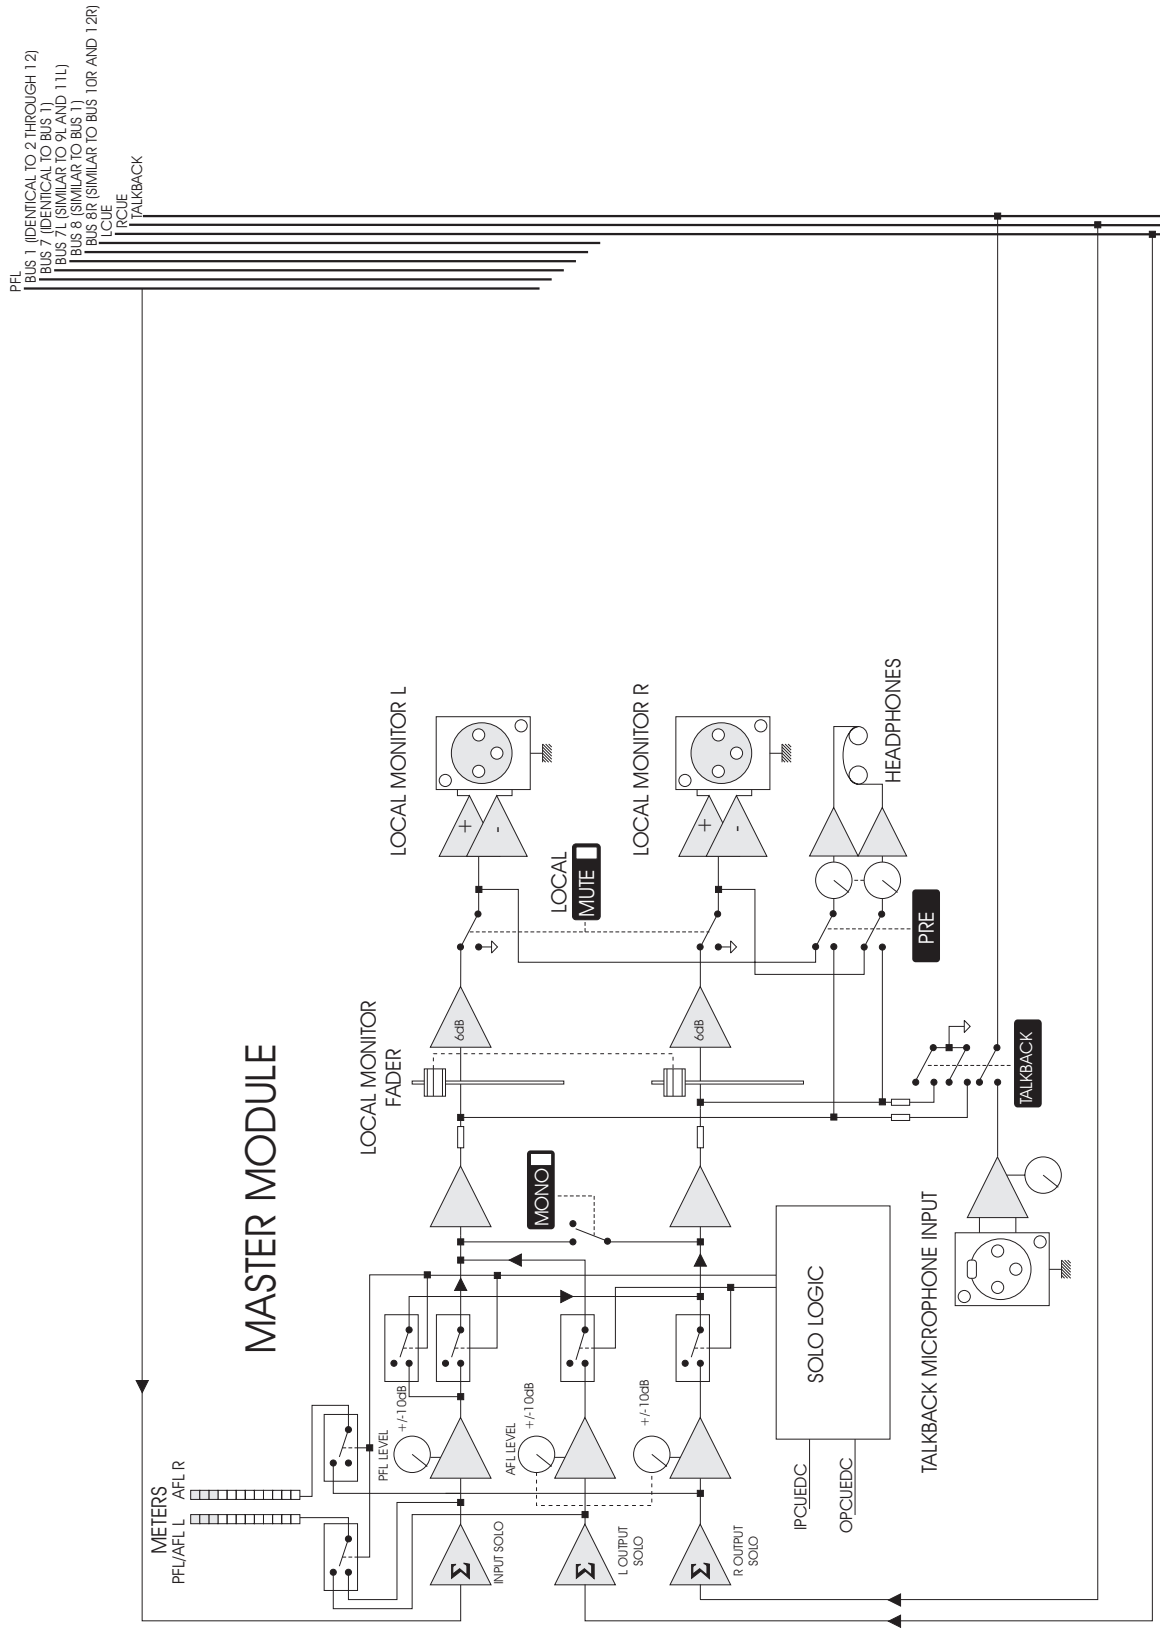 PFL
BUS 1 (IDENTICAL TO 2 THROUGH 12)
BUS 7 (IDENTICAL TO BUS 1)
BUS 7L (SIMILAR TO 9L AND 11L)
BUS 8 (SIMILAR TO BUS 1)
BUS 8R (SIMILAR TO BUS 10R AND 12R)
LCUE
RCUE
TALKBACK
MASTER MODULE
METERS
PFL/AFL L
AFL R
PFL LEVEL
+/-10dB
INPUT SOLO
Σ
AFL LEVEL
+/-10dB
L OUTPUT
SOLO
Σ
+/-10dB
R OUTPUT
SOLO
Σ
MONO
LOCAL MONITOR
FADER
6dB
6dB
LOCAL
MUTE
LOCAL MONITOR L
+
-
LOCAL MONITOR R
+
-
HEADPHONES
PRE
TALKBACK
SOLO LOGIC
IPCUEDC
OPCUEDC
TALKBACK MICROPHONE INPUT